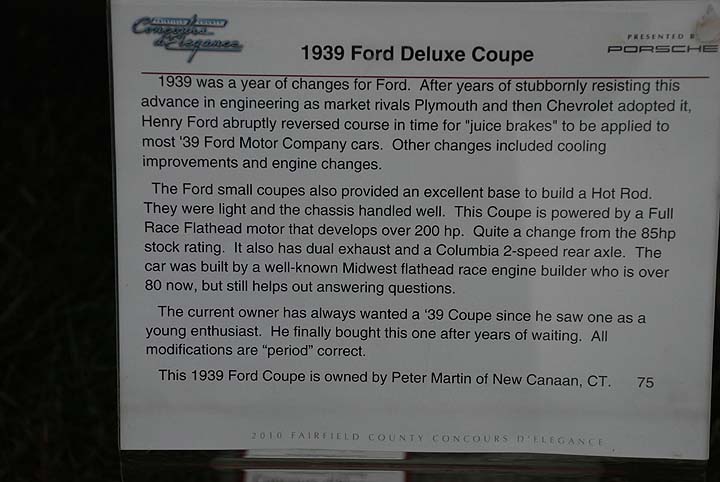 FAIRFIELD COUNTY
Concours
d'Elegance
PRESENTED B
PORSCHE
1939 Ford Deluxe Coupe
1939 was a year of changes for Ford. After years of stubbornly resisting this
advance in engineering as market rivals Plymouth and then Chevrolet adopted it,
Henry Ford abruptly reversed course in time for "juice brakes" to be applied to
most '39 Ford Motor Company cars. Other changes included cooling
improvements and engine changes.
The Ford small coupes also provided an excellent base to build a Hot Rod.
They were light and the chassis handled well. This Coupe is powered by a Full
Race Flathead motor that develops over 200 hp. Quite a change from the 85hp
stock rating. It also has dual exhaust and a Columbia 2-speed rear axle. The
car was built by a well-known Midwest flathead race engine builder who is over
80 now, but still helps out answering questions.
The current owner has always wanted a '39 Coupe since he saw one as a
young enthusiast. He finally bought this one after years of waiting. All
modifications are “period” correct.
This 1939 Ford Coupe is owned by Peter Martin of New Canaan, CT. 75
2010 FAIRFIELD COUNTY CONCOURS D'ELEGANCE